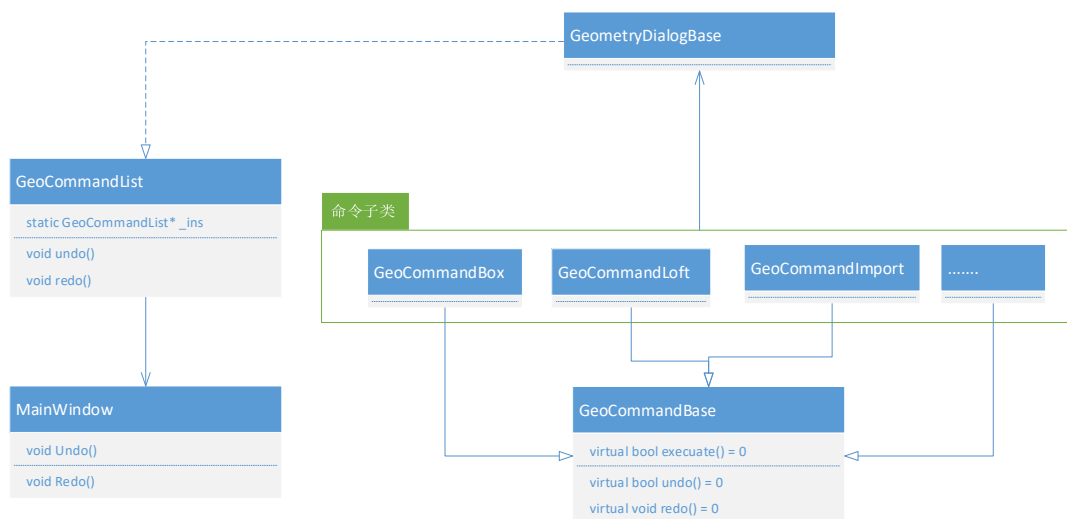 GeometryDialogBase
GeoCommandList
static GeoCommandList* _ins
void undo()
void redo()
命令子类
GeoCommandBox
GeoCommandLoft
GeoCommandImport
.......
MainWindow
void Undo()
void Redo()
GeoCommandBase
virtual bool execuate() = 0
virtual bool undo() = 0
virtual void redo() = 0